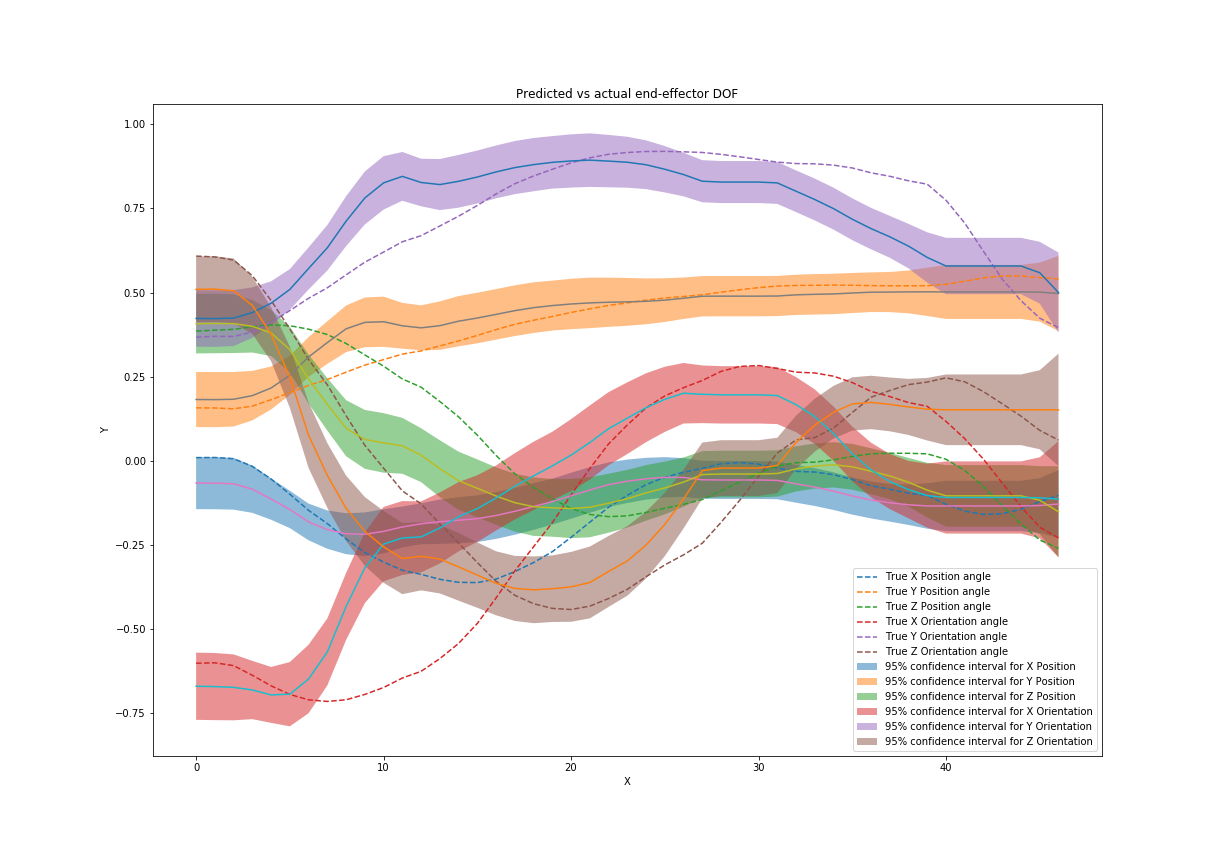 Predicted vs actual end-effector DOF
1.00
0.75
0.50
0.25
0.00
−0.25
−0.50
−0.75
Y
0
10
20
30
40
X
True X Position angle
True Y Position angle
True Z Position angle
True X Orientation angle
True Y Orientation angle
True Z Orientation angle
95% confidence interval for X Position
95% confidence interval for Y Position
95% confidence interval for Z Position
95% confidence interval for X Orientation
95% confidence interval for Y Orientation
95% confidence interval for Z Orientation